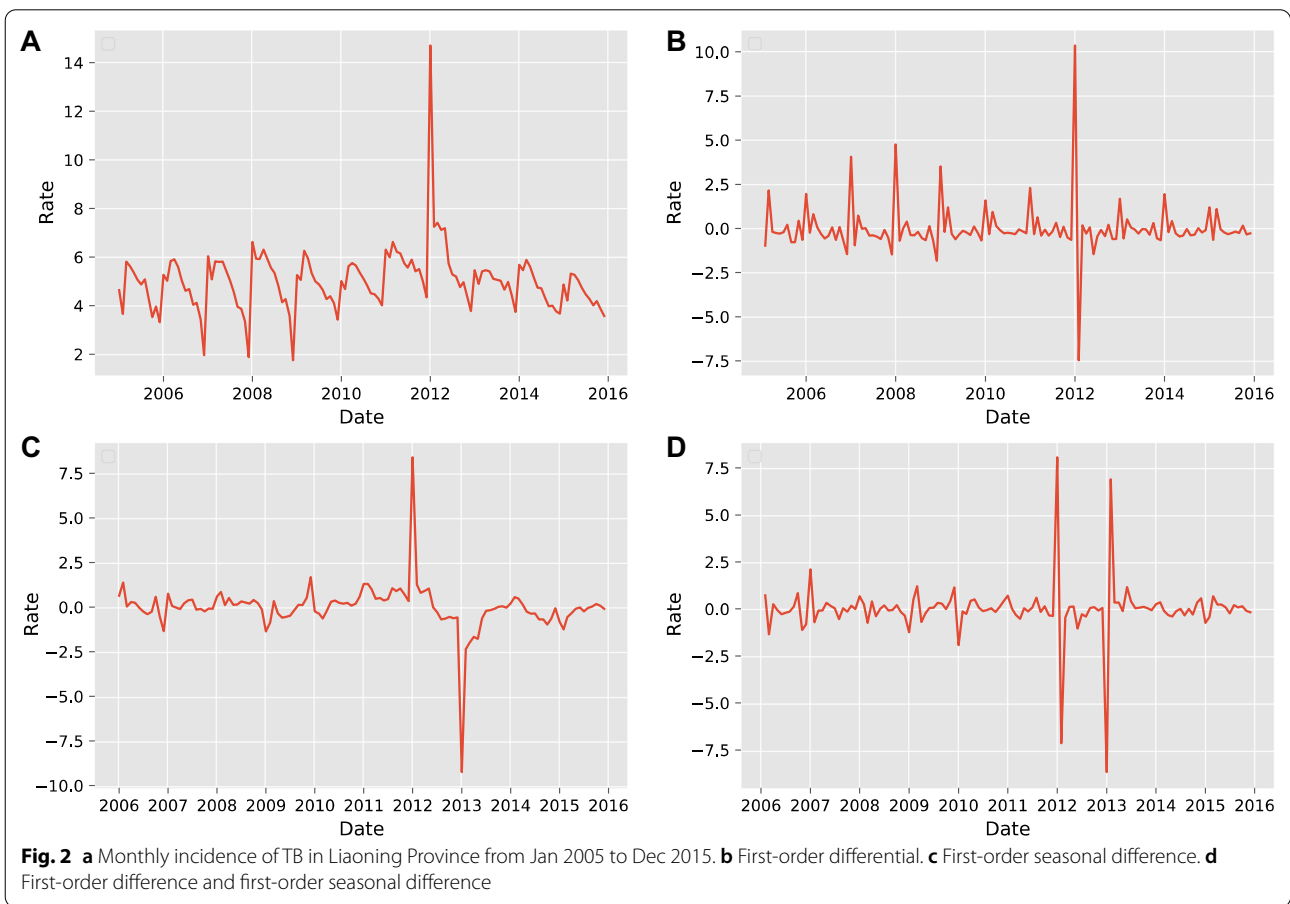 A
14
12
10
8
6
4
2
Rate
2006 2008 2010 2012 2014 2016
Date
B
10.0
7.5
5.0
2.5
0.0
−2.5
−5.0
−7.5
Rate
2006 2008 2010 2012 2014 2016
Date
C
7.5
5.0
2.5
0.0
−2.5
−5.0
−7.5
−10.0
Rate
2006 2007 2008 2009 2010 2011 2012 2013 2014 2015 2016
Date
D
7.5
5.0
2.5
0.0
−2.5
−5.0
−7.5
Rate
2006 2007 2008 2009 2010 2011 2012 2013 2014 2015 2016
Date
Fig. 2 a Monthly incidence of TB in Liaoning Province from Jan 2005 to Dec 2015. b First-order differential. c First-order seasonal difference. d
First-order difference and first-order seasonal difference